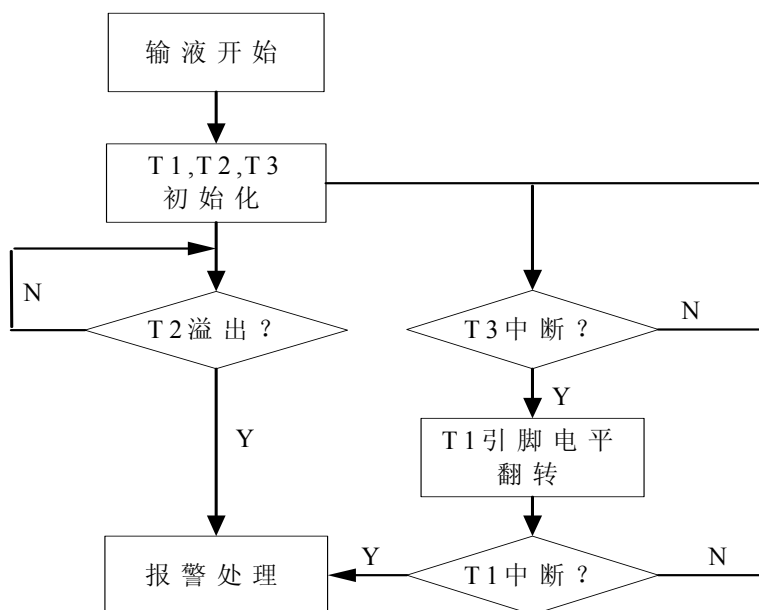 输液开始
T1,T2,T3
初始化
N
T2溢出？
T3中断？
N
Y
Y
T1引脚电平
翻转
报警处理
Y
T1中断？
N